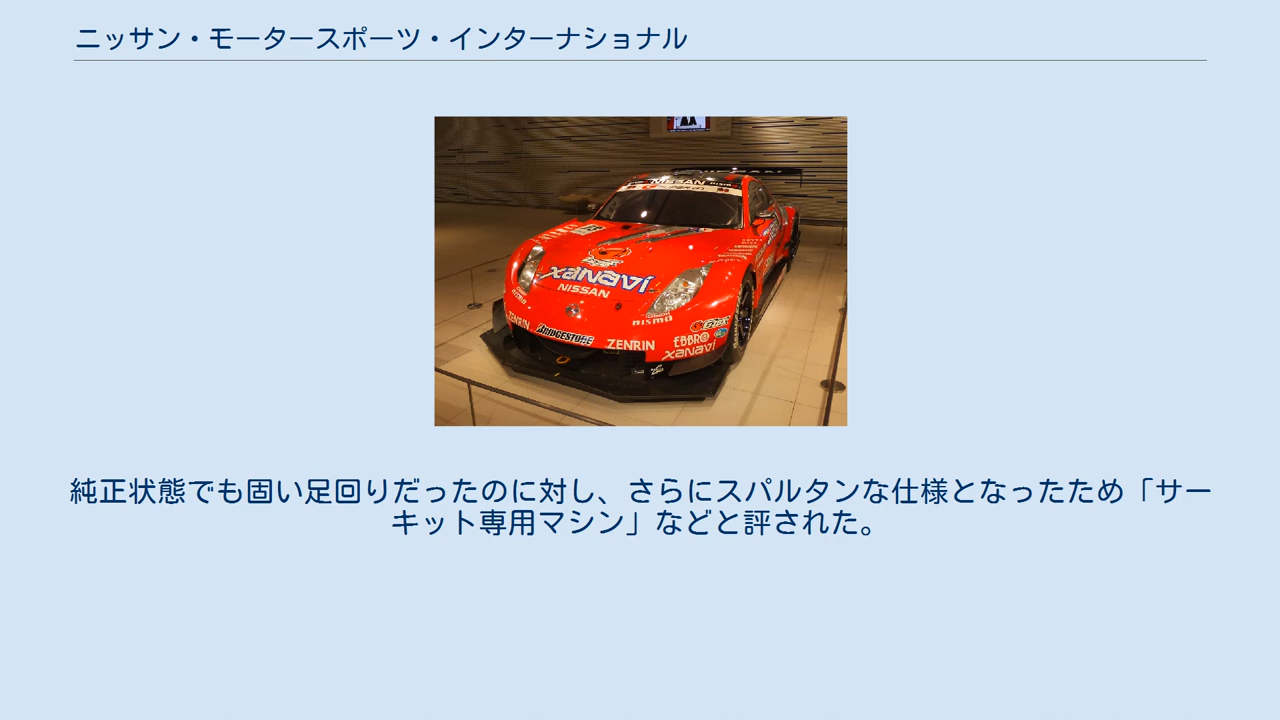 ニッサン・モータースポーツ・インターナショナル
NISSAN
xanavi
NISSAN
nismo
ZENRIN
BRIDGESTONE
ZENRIN
EBBRO
xanavi
純正状態でも固い足回りだったのに対し、さらにスパルタンな仕様となったため「サー
キット専用マシン」などと評された。